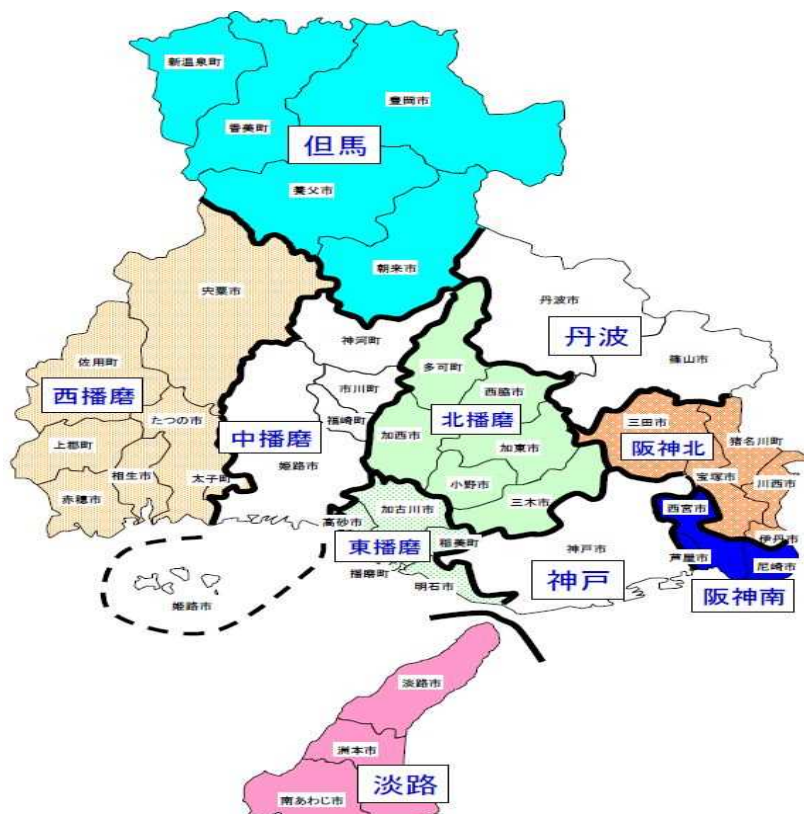 新温泉町
豊岡市
香美町
但馬
養父市
朝来市
宍粟市
丹波市
神河町
丹波
佐用町
多可町
篠山市
西播磨
市川町
西脇市
たつの市
福崎町
北播磨
三田市
猪名川町
中播磨
加西市
加東市
阪神北
上郡町
姫路市
宝塚市
相生市
太子町
小野市
川西市
赤穂市
三木市
西宮市
加古川市
高砂市
伊丹市
東播磨
稲美町
神戸市
芦屋市
尼崎市
播磨町
神戸
明石市
阪神南
姫路市
淡路市
洲本市
淡路
南あわじ市